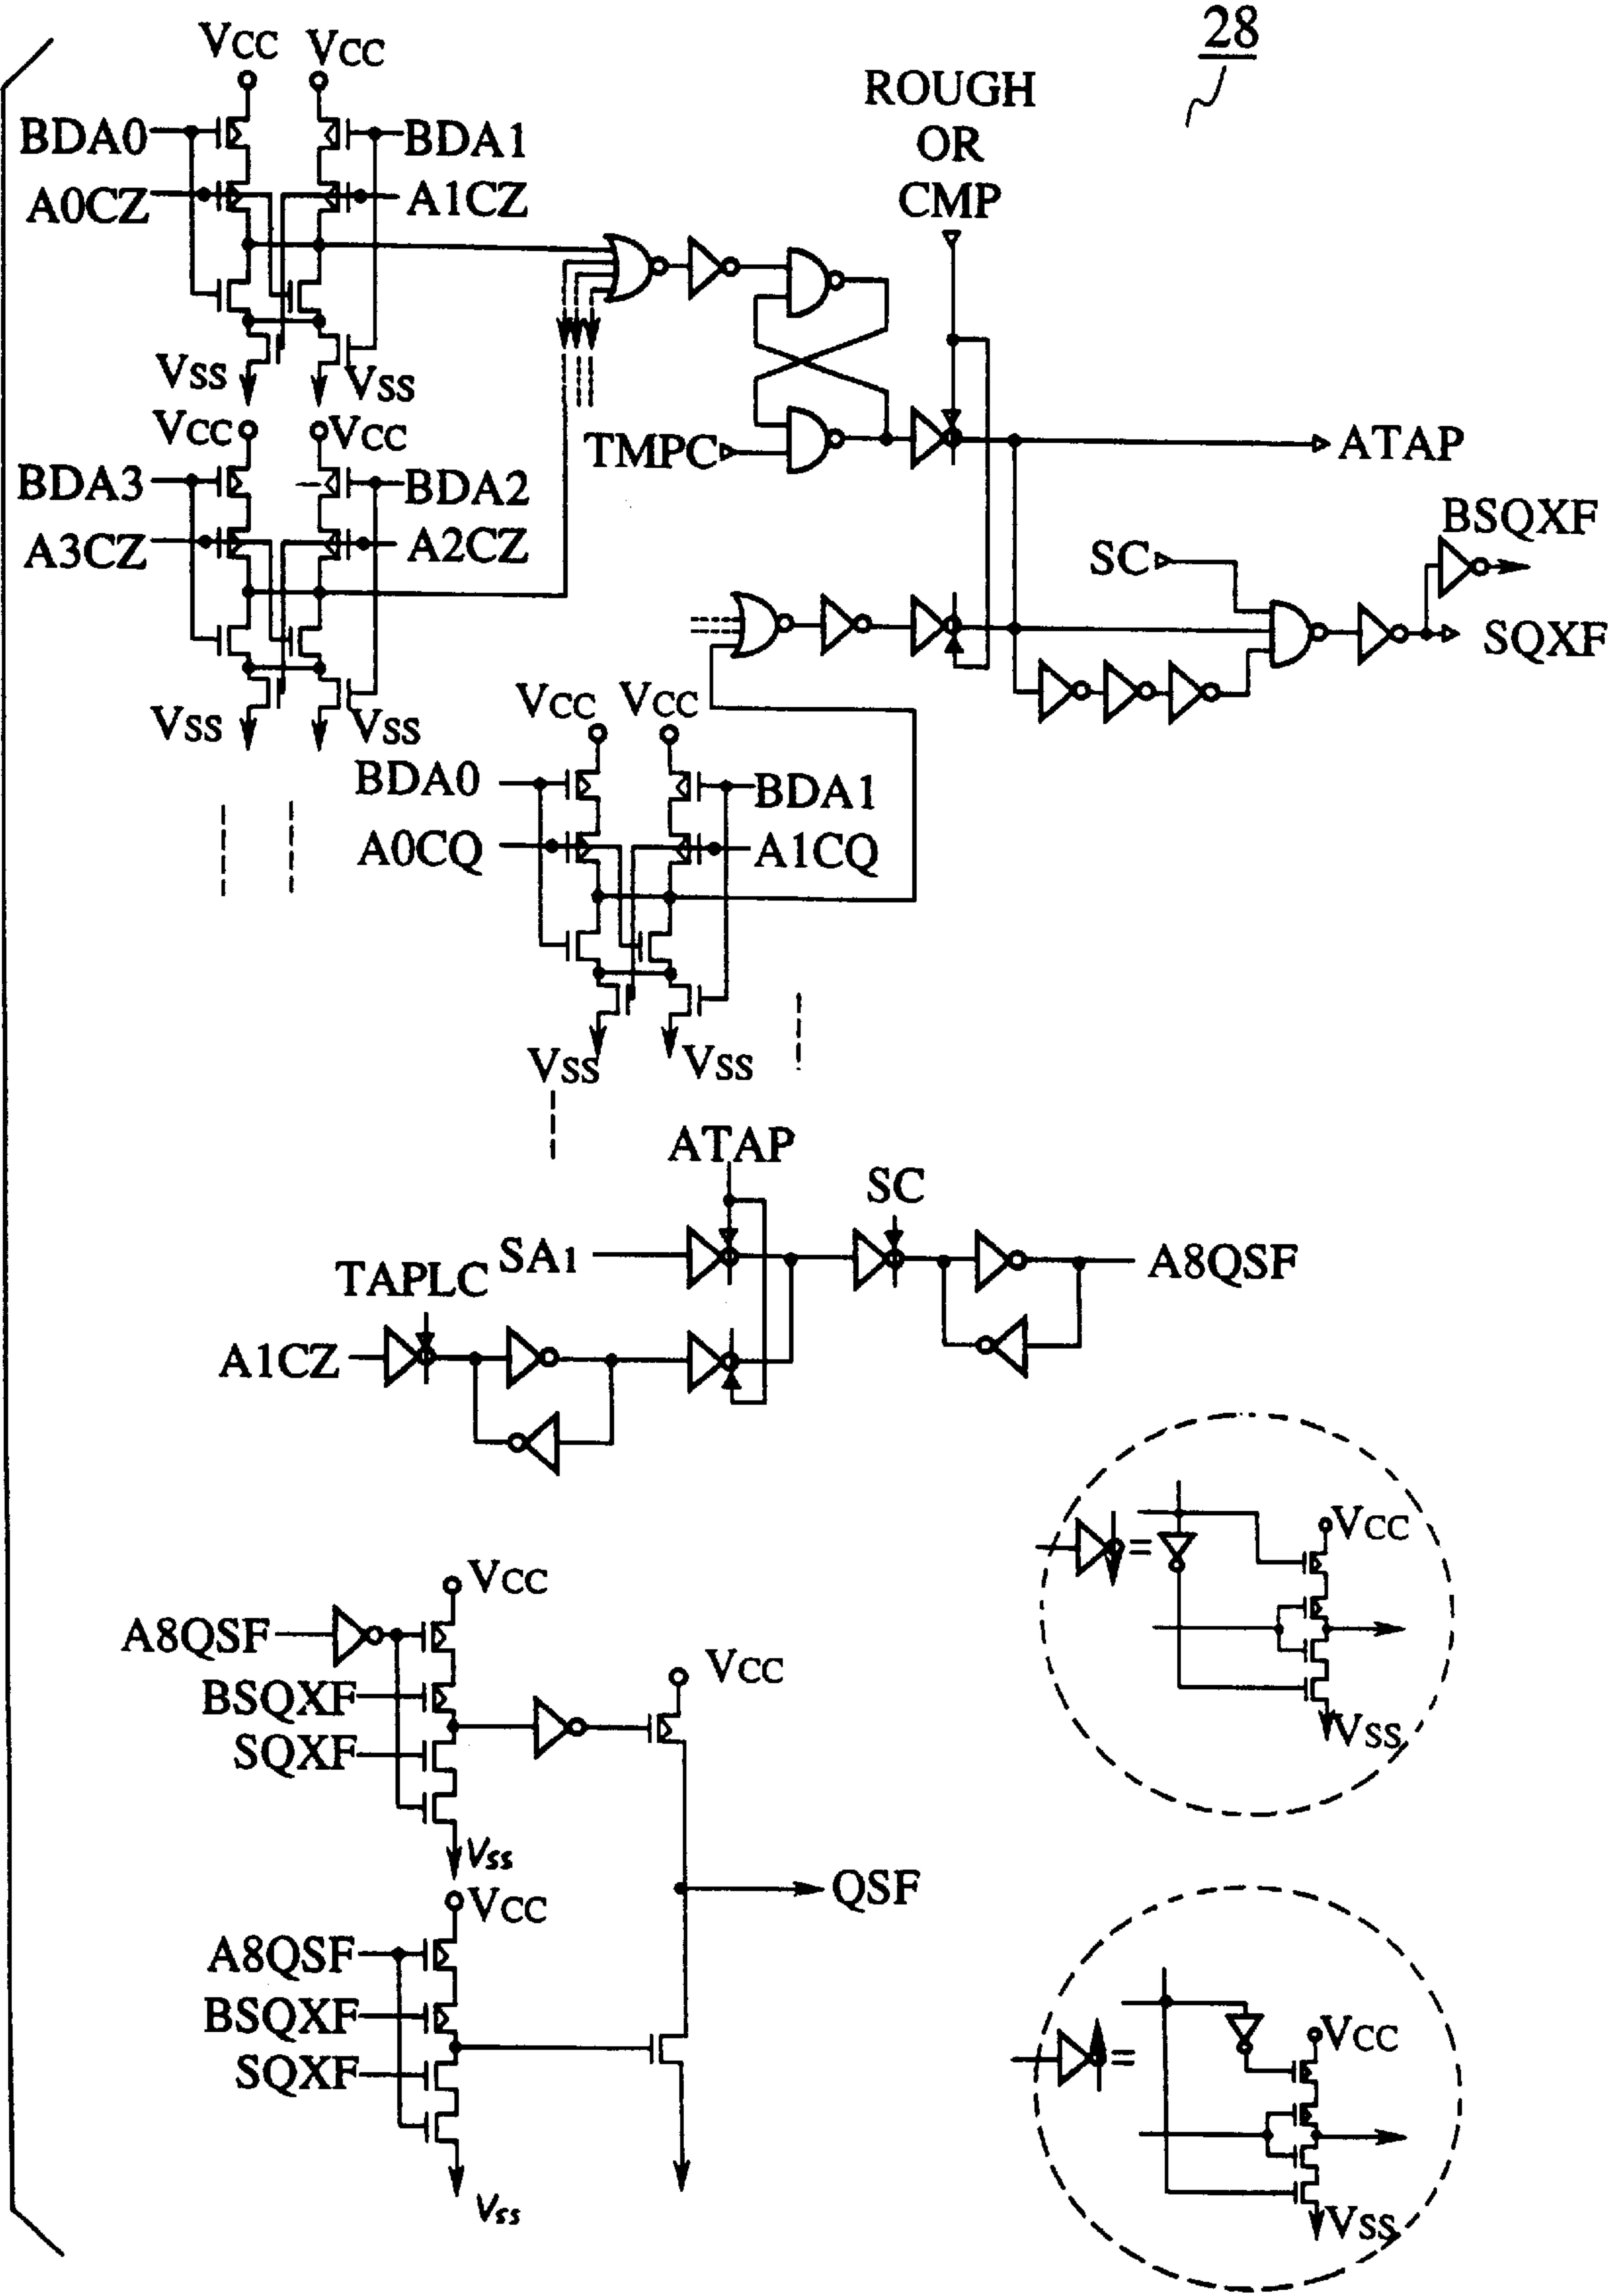 28
VCC VCC
ROUGH
OR
CMP
BDA0 BDA1
A0CZ A1CZ
VSS VSS
VCC VCC
TMPC ATAP
BDA3 BDA2
A3CZ A2CZ
BSQXF
SC
SQXF
VSS VSS
VCC VCC
BDA0 BDA1
A0CQ A1CQ
VSS VSS
ATAP
SC
SA1 A8QSF
TAPLC
A1CZ
= VCC
VSS
VCC
A8QSF
BSQXF
SQXF
VCC
VSS
VCC
QSF
A8QSF
BSQXF
SQXF
VSS
= VCC
VSS